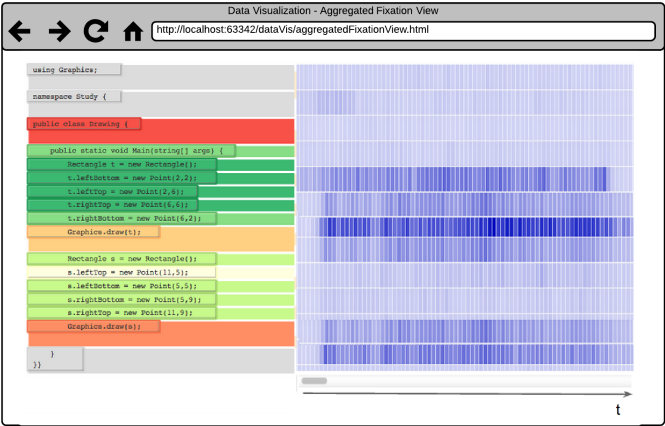 Data Visualization - Aggregated Fixation View
http://localhost:63342/dataVis/aggregatedFixationView.html
using Graphics;
namespace Study {
public class Drawing {
public static void Main(string[] args) {
Rectangle t = new Rectangle();
t.leftBottom = new Point(2,2);
t.leftTop = new Point(2,6);
t.rightTop = new Point(6,6);
t.rightBottom = new Point(6,2);
Graphics.draw(t);
Rectangle s = new Rectangle();
s.leftTop = new Point(11,5);
s.leftBottom = new Point(5,5);
s.rightBottom = new Point(5,9);
s.rightTop = new Point(11,9);
Graphics.draw(s);
}
}}
t